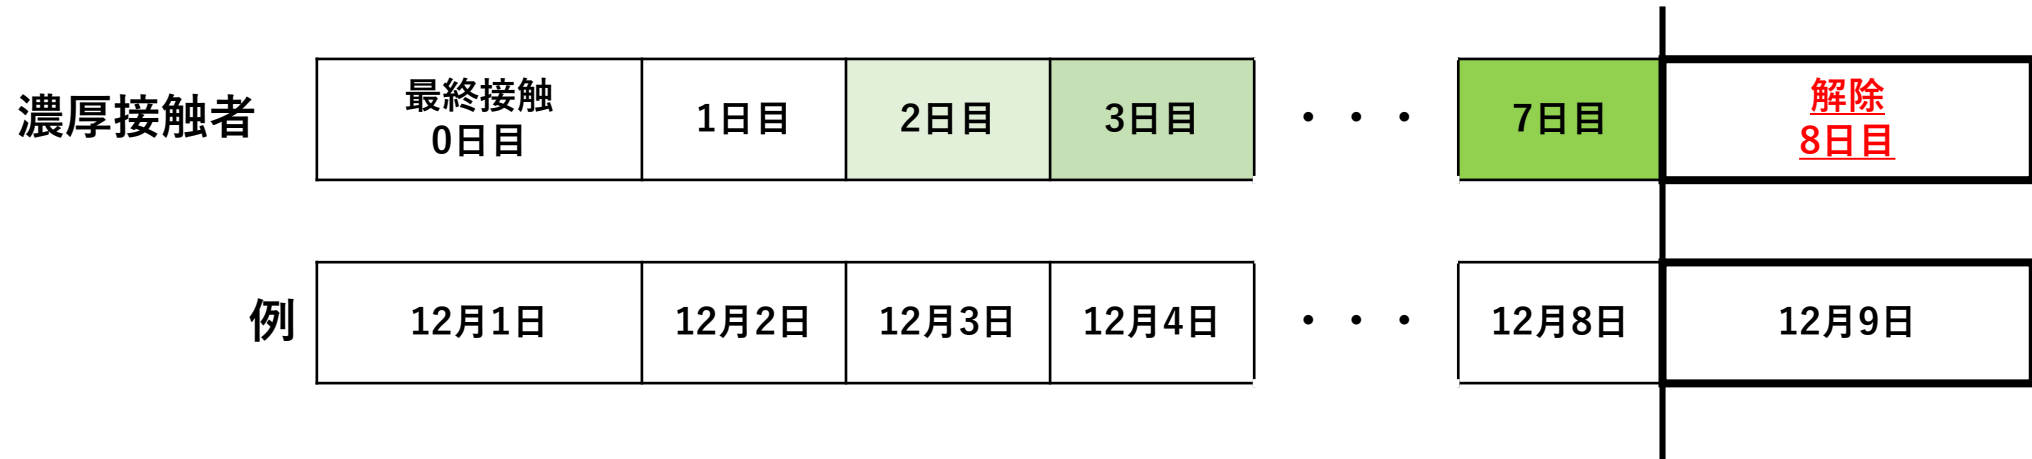 濃厚接触者
最終接触
0日目
1日目
2日目
3日目
・・・
7日目
解除
8日目
例
12月1日
12月2日
12月3日
12月4日
・・・
12月8日
12月9日